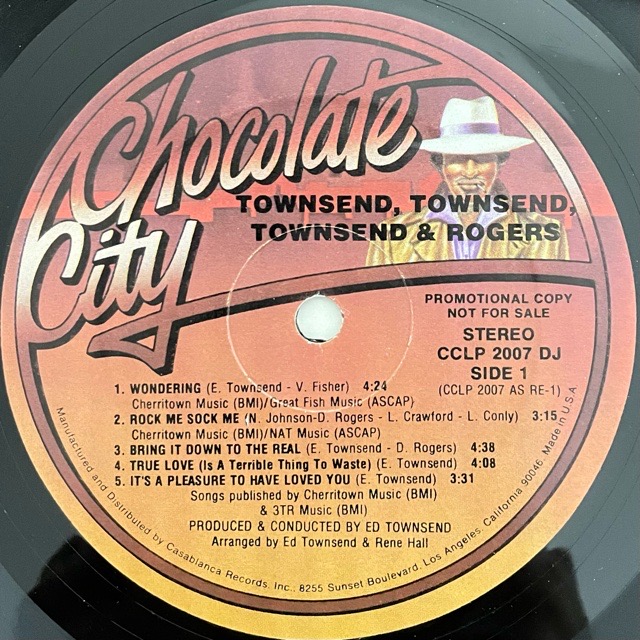 Chocolate
City
TOWNSEND, TOWNSEND,
TOWNSEND & ROGERS
PROMOTIONAL COPY
NOT FOR SALE
STEREO
CCLP 2007 DJ
SIDE 1
(CCLP 2007 AS RE-1)
1. WONDERING (E. Townsend - V. Fisher) 4:24
Cherritown Music (BMI)/Great Fish Music (ASCAP)
2. ROCK ME SOCK ME (N. Johnson-D. Rogers - L. Crawford - L. Conly) 3:15
Cherritown Music (BMI)/NAT Music (ASCAP)
3. BRING IT DOWN TO THE REAL (E. Townsend - D. Rogers) 4:38
4. TRUE LOVE (Is A Terrible Thing To Waste) (E. Townsend) 4:08
5. IT'S A PLEASURE TO HAVE LOVED YOU (E. Townsend) 3:31
Songs published by Cherritown Music (BMI)
& 3TR Music (BMI)
PRODUCED & CONDUCTED BY ED TOWNSEND
Arranged by Ed Townsend & Rene Hall
Manufactured and Distributed by Casablanca Records, Inc., 8255 Sunset Boulevard, Los Angeles, California 90046, Made in U.S.A.